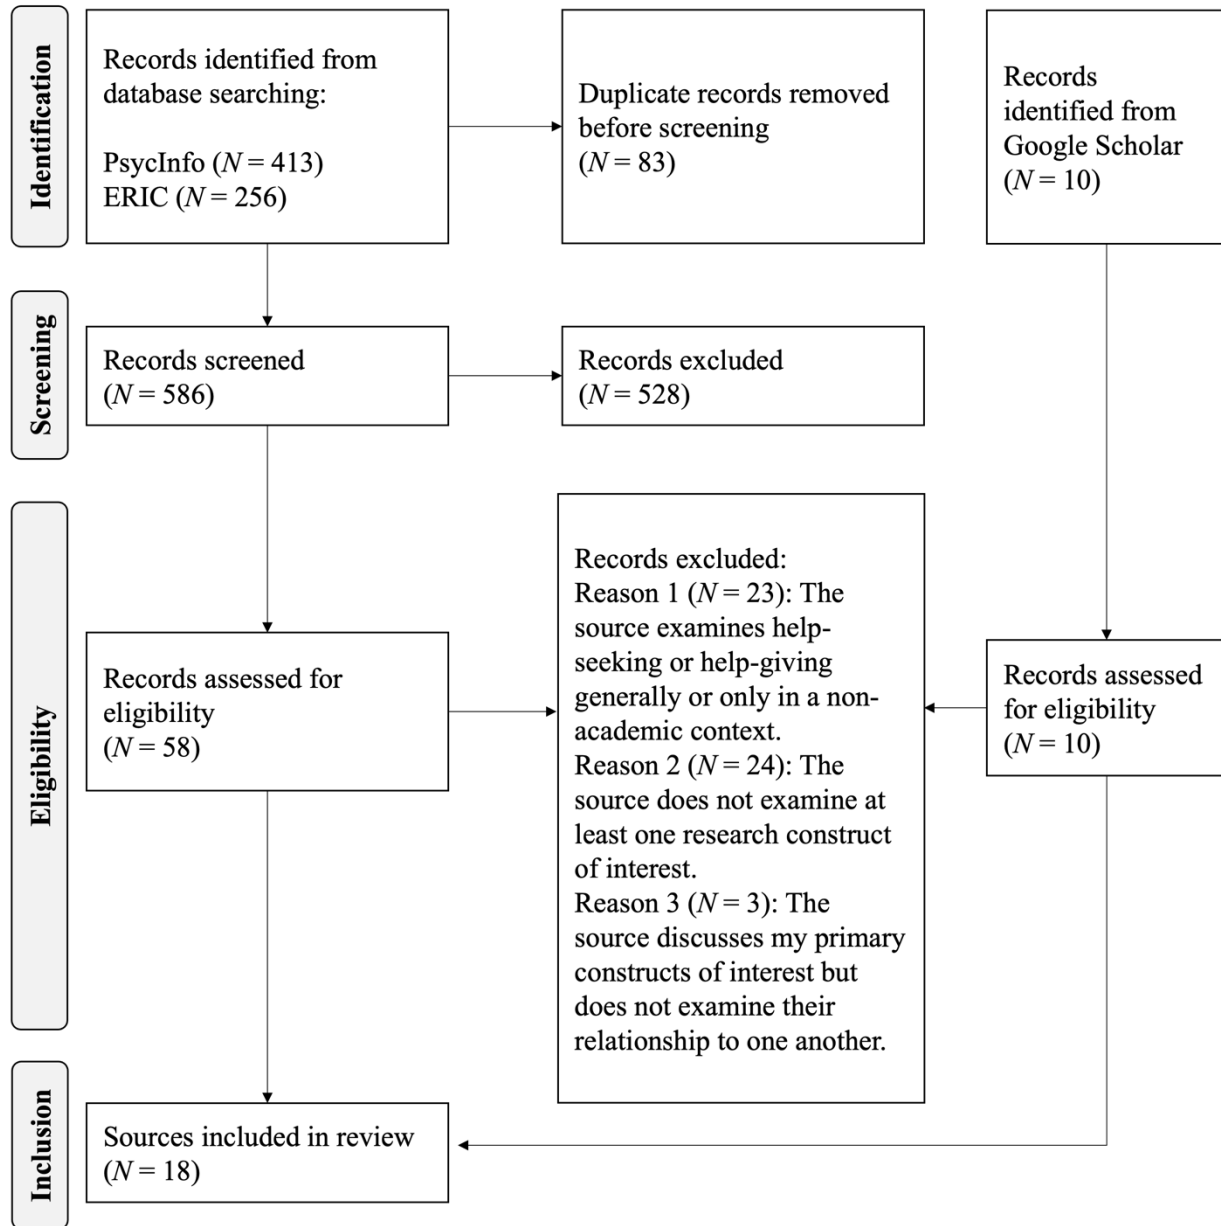 Identification
Records identified from
database searching:
PsycInfo (N = 413)
ERIC (N = 256)
Duplicate records removed
before screening
(N = 83)
Records
identified from
Google Scholar
(N = 10)
Screening
Records screened
(N = 586)
Records excluded
(N = 528)
Eligibility
Records assessed for
eligibility
(N = 58)
Records excluded:
Reason 1 (N = 23): The
source examines help-
seeking or help-giving
generally or only in a non-
academic context.
Reason 2 (N = 24): The
source does not examine at
least one research construct
of interest.
Reason 3 (N = 3): The
source discusses my primary
constructs of interest but
does not examine their
relationship to one another.
Records assessed
for eligibility
(N = 10)
Inclusion
Sources included in review
(N = 18)